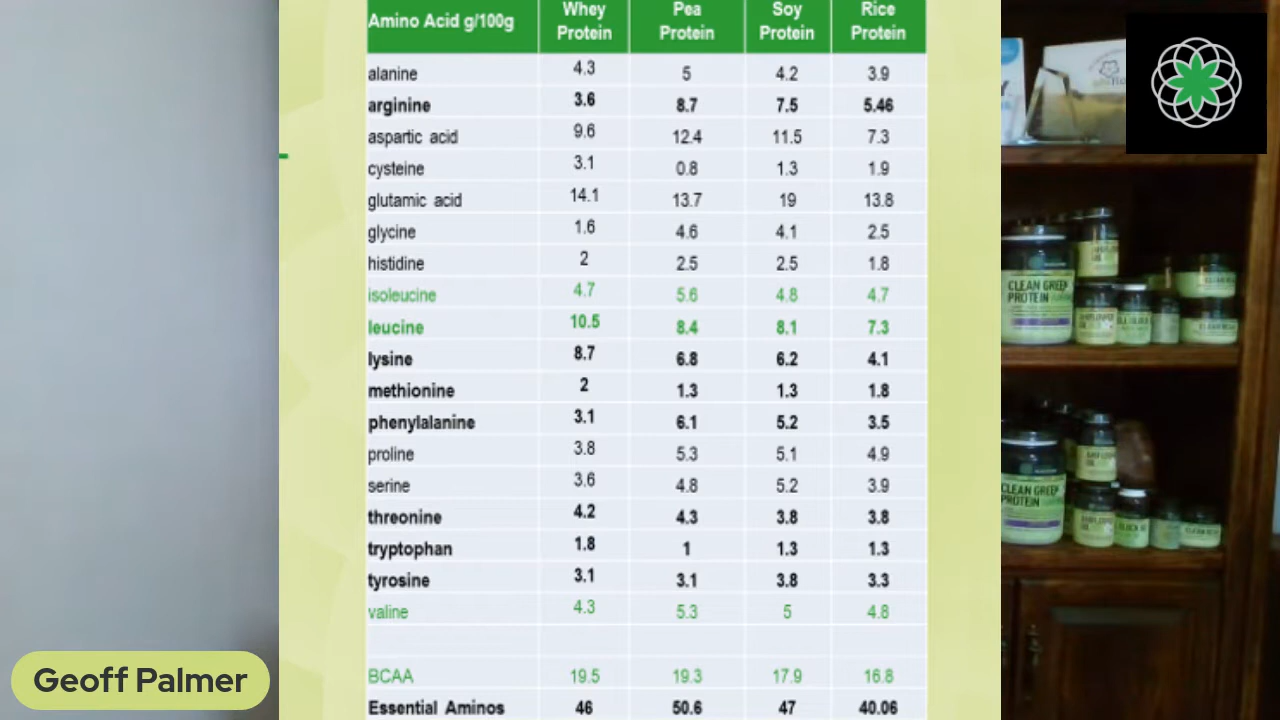 Amino Acid g/100g Whey Protein Pea Protein Soy Protein Rice Protein
alanine 4.3 5 4.2 3.9
arginine 3.6 8.7 7.5 5.46
aspartic acid 9.6 12.4 11.5 7.3
cysteine 3.1 0.8 1.3 1.9
glutamic acid 14.1 13.7 19 13.8
glycine 1.6 4.6 4.1 2.5
histidine 2 2.5 2.5 1.8
isoleucine 4.7 5.6 4.8 4.7
leucine 10.5 8.4 8.1 7.3
lysine 8.7 6.8 6.2 4.1
methionine 2 1.3 1.3 1.8
phenylalanine 3.1 6.1 5.2 3.5
proline 3.8 5.3 5.1 4.9
serine 3.6 4.8 5.2 3.9
threonine 4.2 4.3 3.8 3.8
tryptophan 1.8 1 1.3 1.3
tyrosine 3.1 3.1 3.8 3.3
valine 4.3 5.3 5 4.8
BCAA 19.5 19.3 17.9 16.8
Essential Aminos 46 50.6 47 40.06
Geoff Palmer
CLEAN GREEN
PROTEIN
CLEAN GREEN
PROTEIN